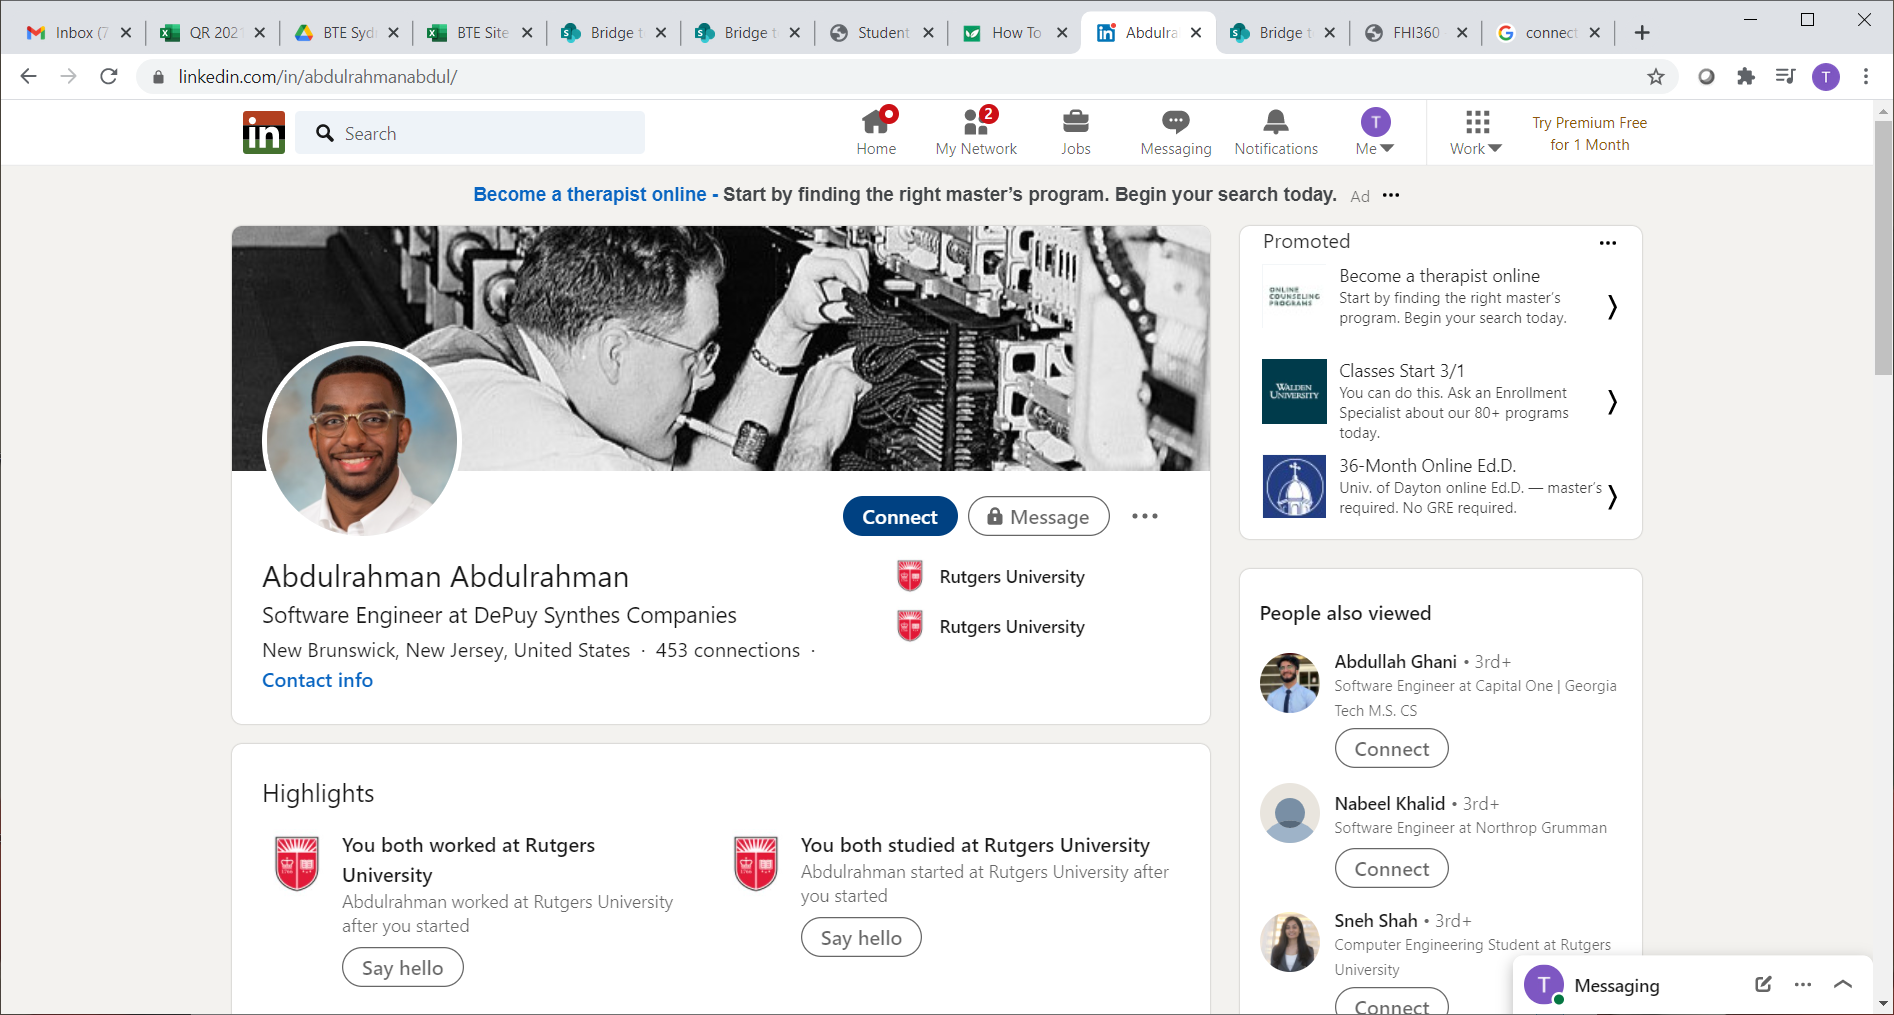 Inbox (7
QR 2021
BTE Syd
BTE Site
Bridge t
Bridge t
Student
How To
Abdulra
Bridge t
FHI360
connect
linkedin.com/in/abdulrahmanabdul/
T
in
Search
Home
2
My Network
Jobs
Messaging
Notifications
T
Me
Work
Try Premium Free
for 1 Month
Become a therapist online - Start by finding the right master's program. Begin your search today. Ad
Abdulrahman Abdulrahman
Software Engineer at DePuy Synthes Companies
New Brunswick, New Jersey, United States · 453 connections ·
Contact info
Connect
Message
Rutgers University
Rutgers University
Highlights
You both worked at Rutgers
University
Abdulrahman worked at Rutgers University
after you started
Say hello
You both studied at Rutgers University
Abdulrahman started at Rutgers University after
you started
Say hello
Promoted
ONLINE
COUNSELING
PROGRAMS
Become a therapist online
Start by finding the right master's
program. Begin your search today.
WALDEN
UNIVERSITY
Classes Start 3/1
You can do this. Ask an Enrollment
Specialist about our 80+ programs
today.
36-Month Online Ed.D.
Univ. of Dayton online Ed.D. — master's
required. No GRE required.
People also viewed
Abdullah Ghani • 3rd+
Software Engineer at Capital One | Georgia
Tech M.S. CS
Connect
Nabeel Khalid • 3rd+
Software Engineer at Northrop Grumman
Connect
Sneh Shah • 3rd+
Computer Engineering Student at Rutgers
University
Connect
T
Messaging